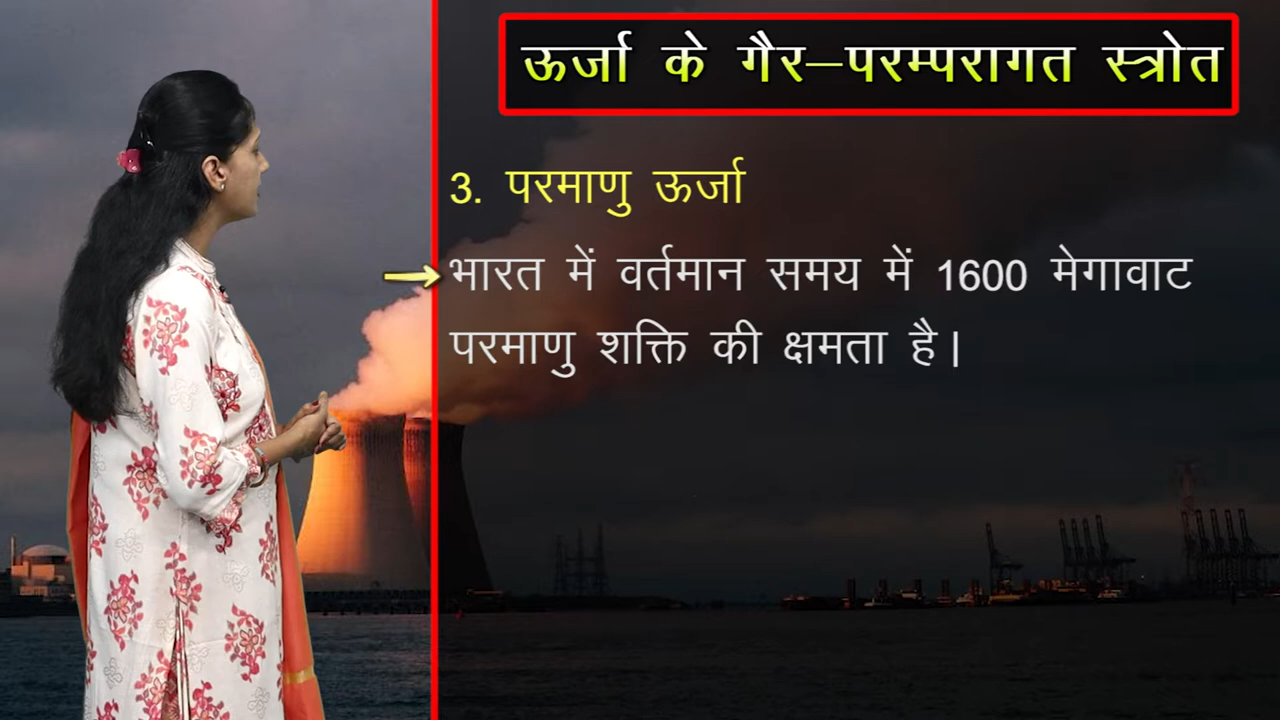 ऊर्जा के गैर–परम्परागत स्त्रोत
3. परमाणु ऊर्जा
भारत में वर्तमान समय में 1600 मेगावाट
परमाणु शक्ति की क्षमता है।